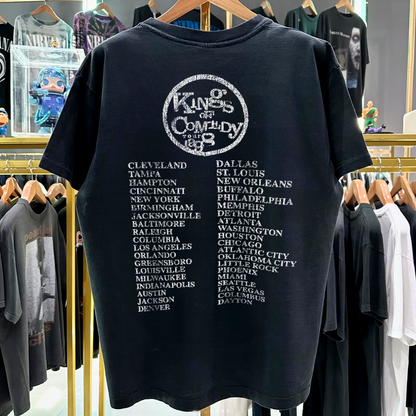 NIRVANA
Kings
OF
Comedy
tour
CLEVELAND
TAMPA
HAMPTON
CINCINNATI
NEW YORK
BIRMINGHAM
JACKSONVILLE
BALTIMORE
RALEIGH
COLUMBIA
LOS ANGELES
ORLANDO
GREENSBORO
LOUISVILLE
MILWAUKEE
INDIANAPOLIS
AUSTIN
JACKSON
DENVER
DALLAS
ST. LOUIS
NEW ORLEANS
BUFFALO
PHILADELPHIA
MEMPHIS
DETROIT
ATLANTA
WASHINGTON
HOUSTON
CHICAGO
ATLANTIC CITY
OKLAHOMA CITY
LITTLE ROCK
PHOENIX
MIAMI
SEATTLE
LAS VEGAS
COLUMBUS
DAYTON